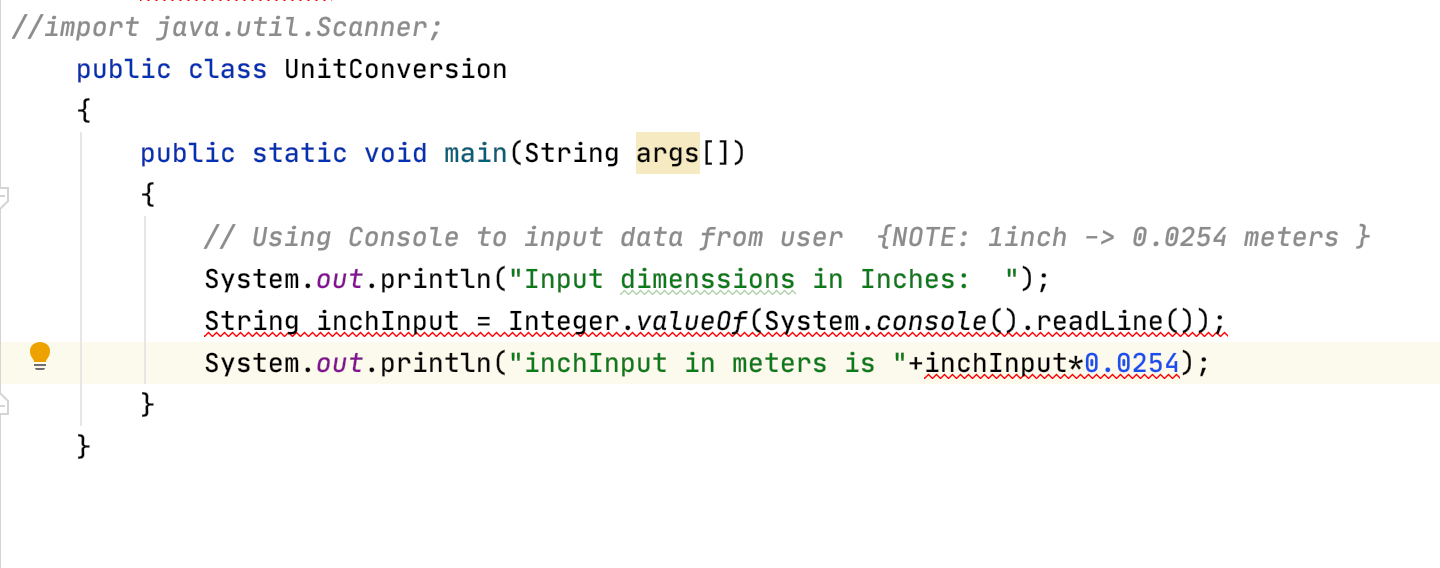 //import java.util.Scanner;
public class UnitConversion
{
public static void main(String args[])
{
// Using Console to input data from user  {NOTE: 1inch -> 0.0254 meters }
System.out.println("Input dimenssions in Inches:  ");
String inchInput = Integer.valueOf(System.console().readLine());
System.out.println("inchInput in meters is "+inchInput*0.0254);
}
}